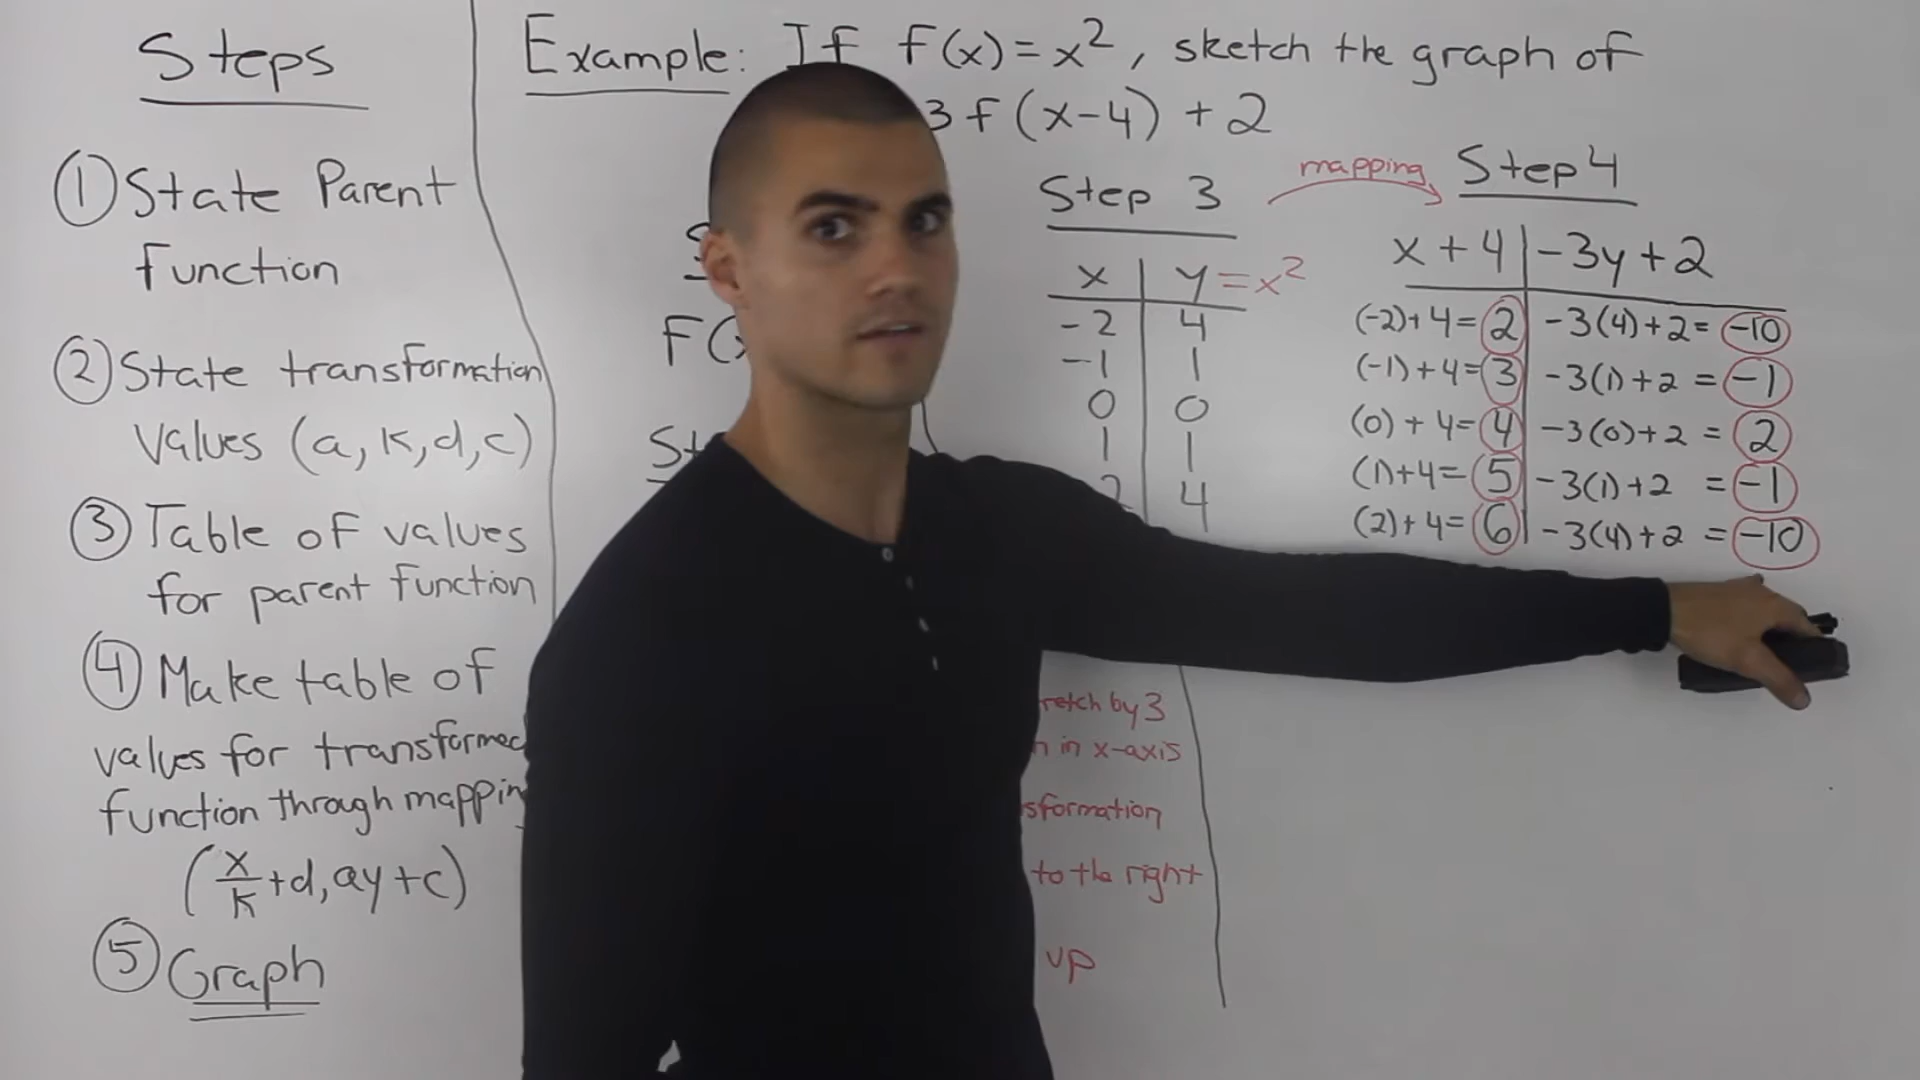 Steps
① State Parent
Function
② State transformation
Values (a, k, d, c)
③ Table of values
for parent function
④ Make table of
values for transformed
function through mapping
(x/k + d, ay + c)
⑤ Graph
Example: If f(x) = x², sketch the graph of
3f(x-4) + 2
Step 3
x | y = x²
-2 | 4
-1 | 1
0 | 0
1 | 1
2 | 4
mapping
Step 4
x + 4 | -3y + 2
(-2)+4= 2 | -3(4)+2 = -10
(-1)+4= 3 | -3(1)+2 = -1
(0)+4= 4 | -3(0)+2 = 2
(1)+4= 5 | -3(1)+2 = -1
(2)+4= 6 | -3(4)+2 = -10
by 3
in x-axis
to the right
up